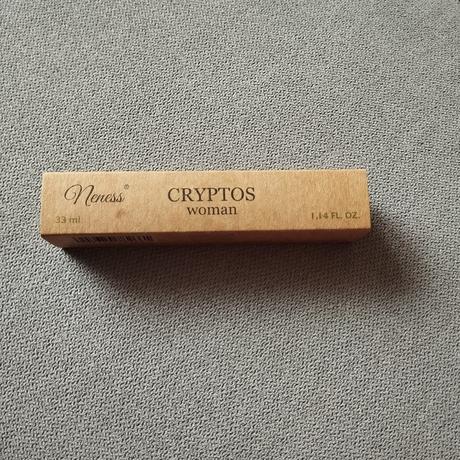 Neness®
33 ml
CRYPTOS
woman
1.14 FL. OZ.